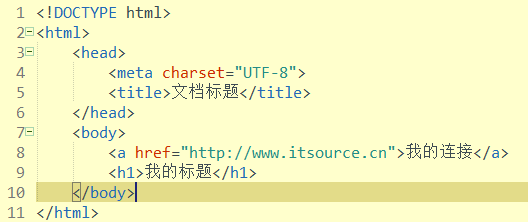 1 <!DOCTYPE html>
2 <html>
3 <head>
4 <meta charset="UTF-8">
5 <title>文档标题</title>
6 </head>
7 <body>
8 <a href="http://www.itsource.cn">我的连接</a>
9 <h1>我的标题</h1>
10 </body>
11 </html>